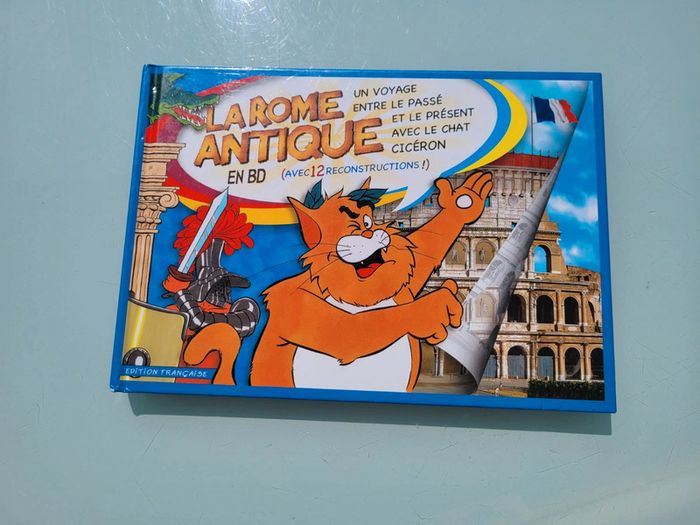 LA ROME
ANTIQUE
EN BD
UN VOYAGE
ENTRE LE PASSÉ
ET LE PRÉSENT
AVEC LE CHAT
CICÉRON
(AVEC 12 RECONSTRUCTIONS !)
EDITION FRANÇAISE